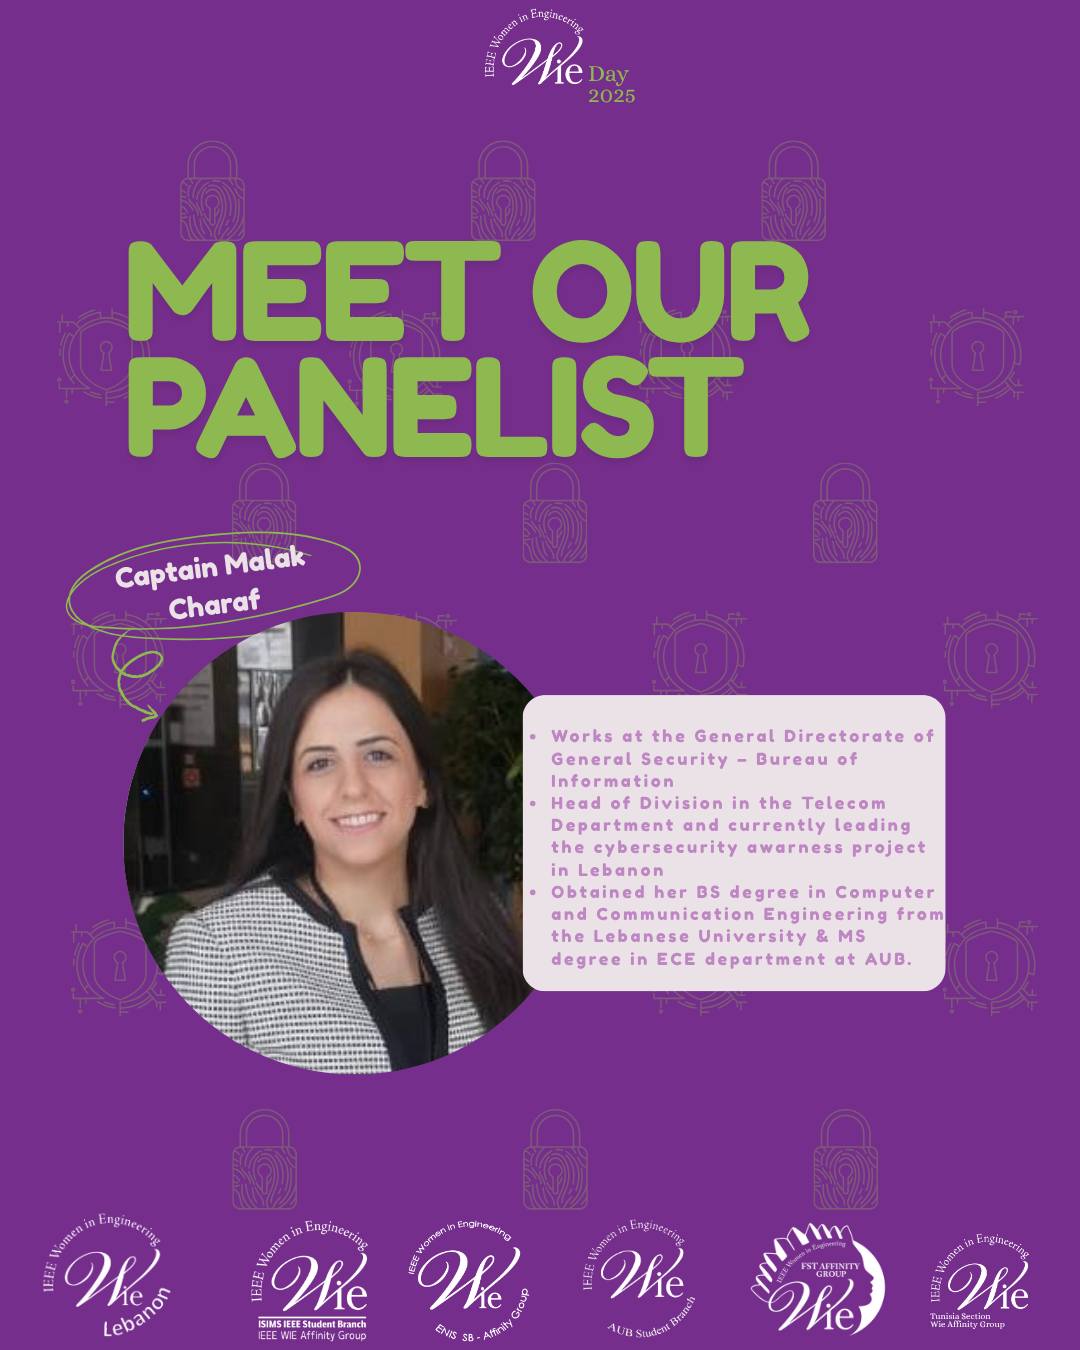 IEEE Women in Engineering
Wie Day
2025
MEET OUR
PANELIST
Captain Malak
Charaf
• Works at the General Directorate of
General Security – Bureau of
Information
• Head of Division in the Telecom
Department and currently leading
the cybersecurity awarness project
in Lebanon
• Obtained her BS degree in Computer
and Communication Engineering from
the Lebanese University & MS
degree in ECE department at AUB.
IEEE Women in Engineering
Wie
Lebanon
IEEE Women in Engineering
Wie
ISIMS IEEE Student Branch
IEEE WIE Affinity Group
IEEE Women in Engineering
Wie
ENIS SB - Affinity Group
IEEE Women in Engineering
Wie
AUB Student Branch
IEEE Women in Engineering
FST AFFINITY
GROUP
Wie
IEEE Women in Engineering
Wie
Tunisia Section
Wie Affinity Group